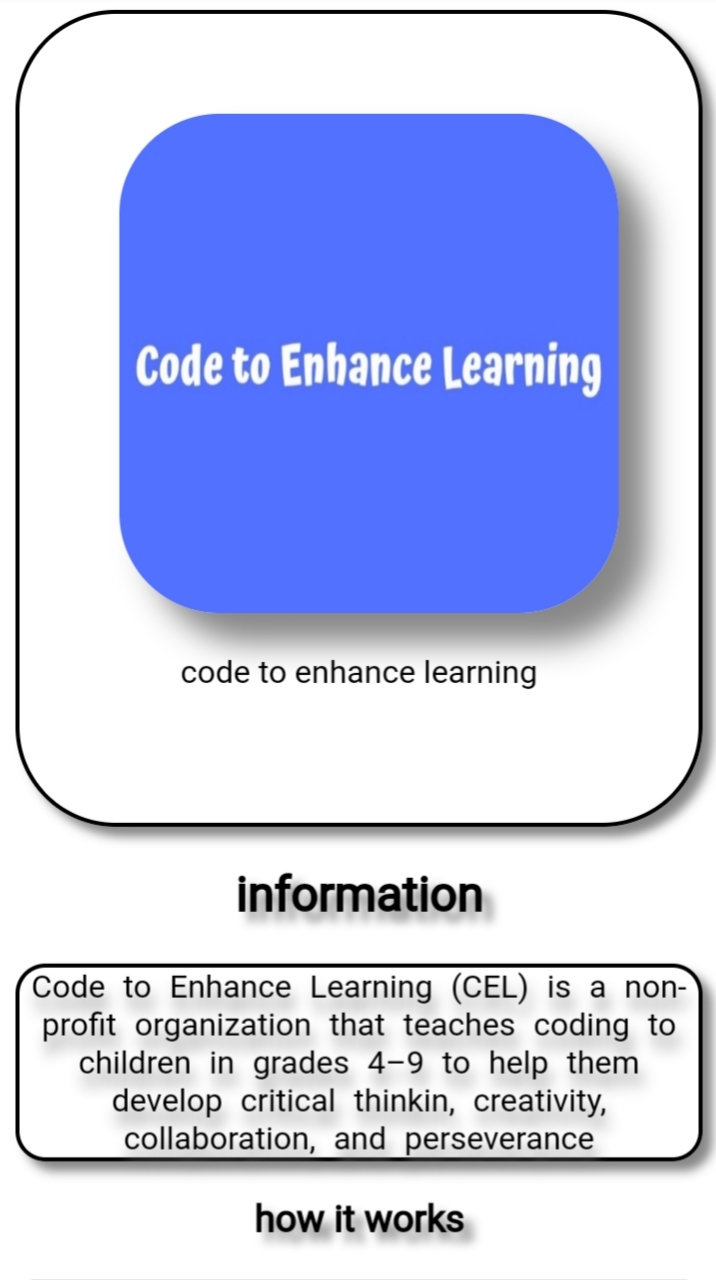 Code to Enhance Learning
code to enhance learning
information
Code to Enhance Learning (CEL) is a non-
profit organization that teaches coding to
children in grades 4–9 to help them
develop critical thinkin, creativity,
collaboration, and perseverance
how it works